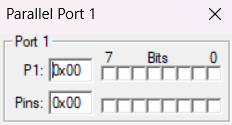 Parallel Port 1
Port 1
7 Bits 0
P1: 0x00
Pins: 0x00